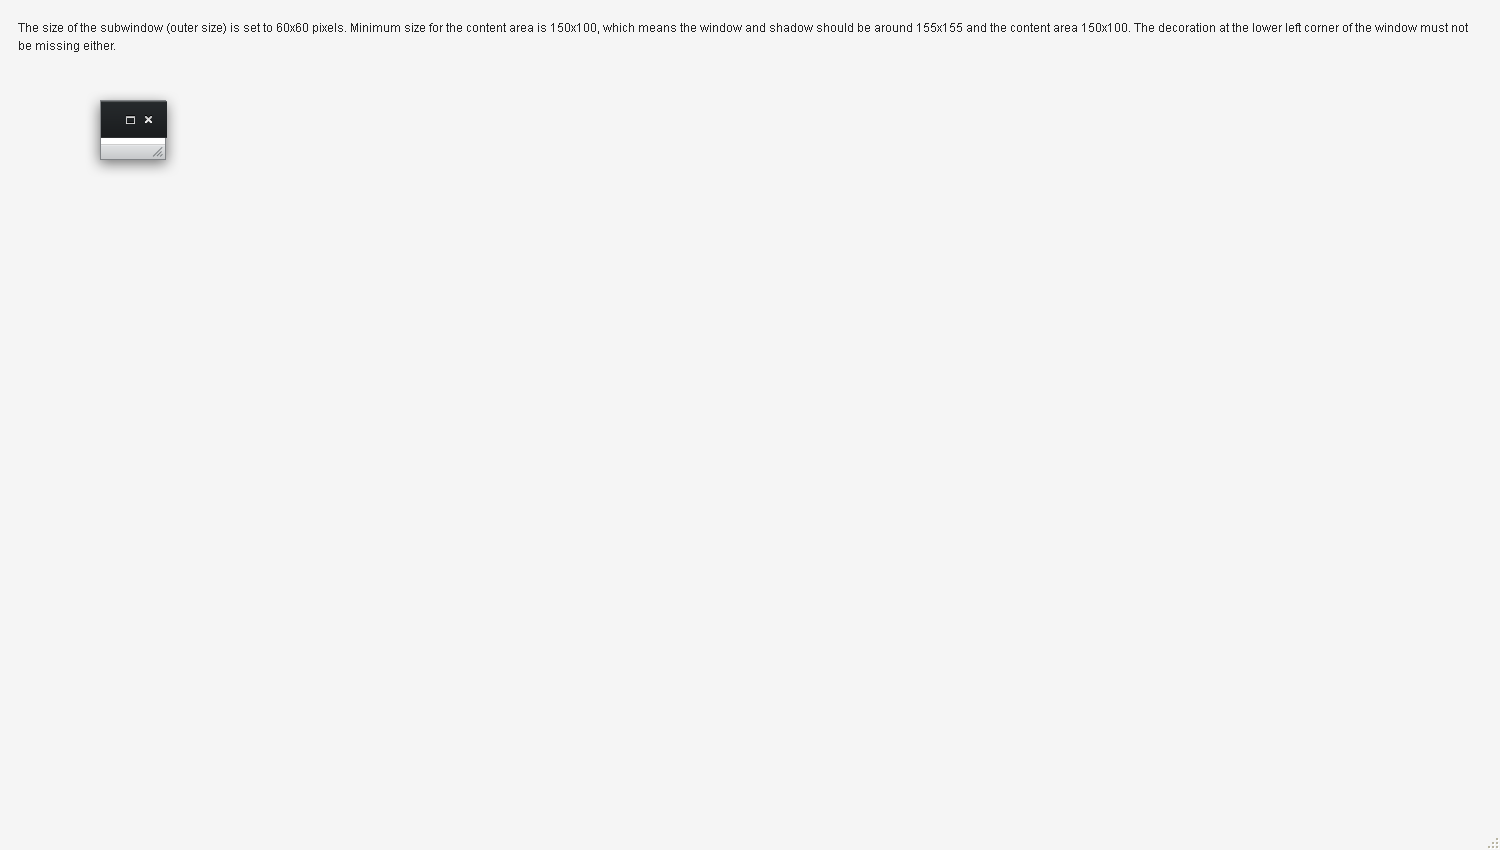 The size of the subwindow (outer size) is set to 60x60 pixels. Minimum size for the content area is 150x100, which means the window and shadow should be around 155x155 and the content area 150x100. The decoration at the lower left corner of the window must not
be missing either.